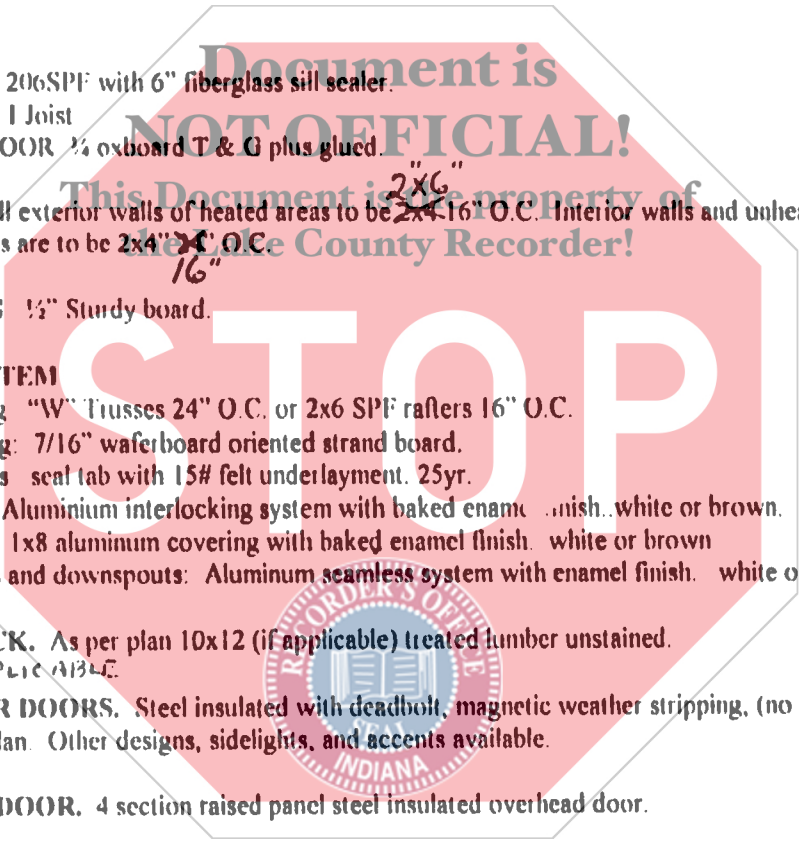 Document is
NOT OFFICIAL!
This Document is the property of
the Lake County Recorder!
STOP
RECORDER'S OFFICE
SEAL
INDIANA
206SPF with 6" fiberglass sill sealer.
I Joist
OOR ¾ oxboard T & G plus glued.
2"x6"
ll exterior walls of heated areas to be 2x4 16" O.C. Interior walls and unhea
s are to be 2x4" O.C.
16"
½" Sturdy board.
TEM
g "W" Trusses 24" O.C. or 2x6 SPF rafters 16" O.C.
g: 7/16" waferboard oriented strand board.
s seal tab with 15# felt underlayment. 25yr.
Aluminium interlocking system with baked ename inish. white or brown.
1x8 aluminum covering with baked enamel finish. white or brown
and downspouts: Aluminum seamless system with enamel finish. white o
CK. As per plan 10x12 (if applicable) treated lumber unstained.
PLICABLE.
R DOORS. Steel insulated with deadbolt, magnetic weather stripping, (no
lan. Other designs, sidelights, and accents available.
DOOR. 4 section raised panel steel insulated overhead door.